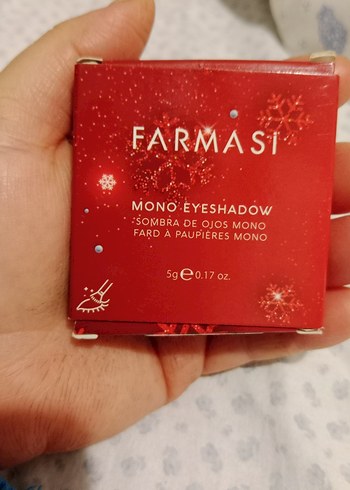 FARMASi
MONO EYESHADOW
SOMBRA DE OJOS MONO
FARD À PAUPIÈRES MONO
5g℮0.17 oz.